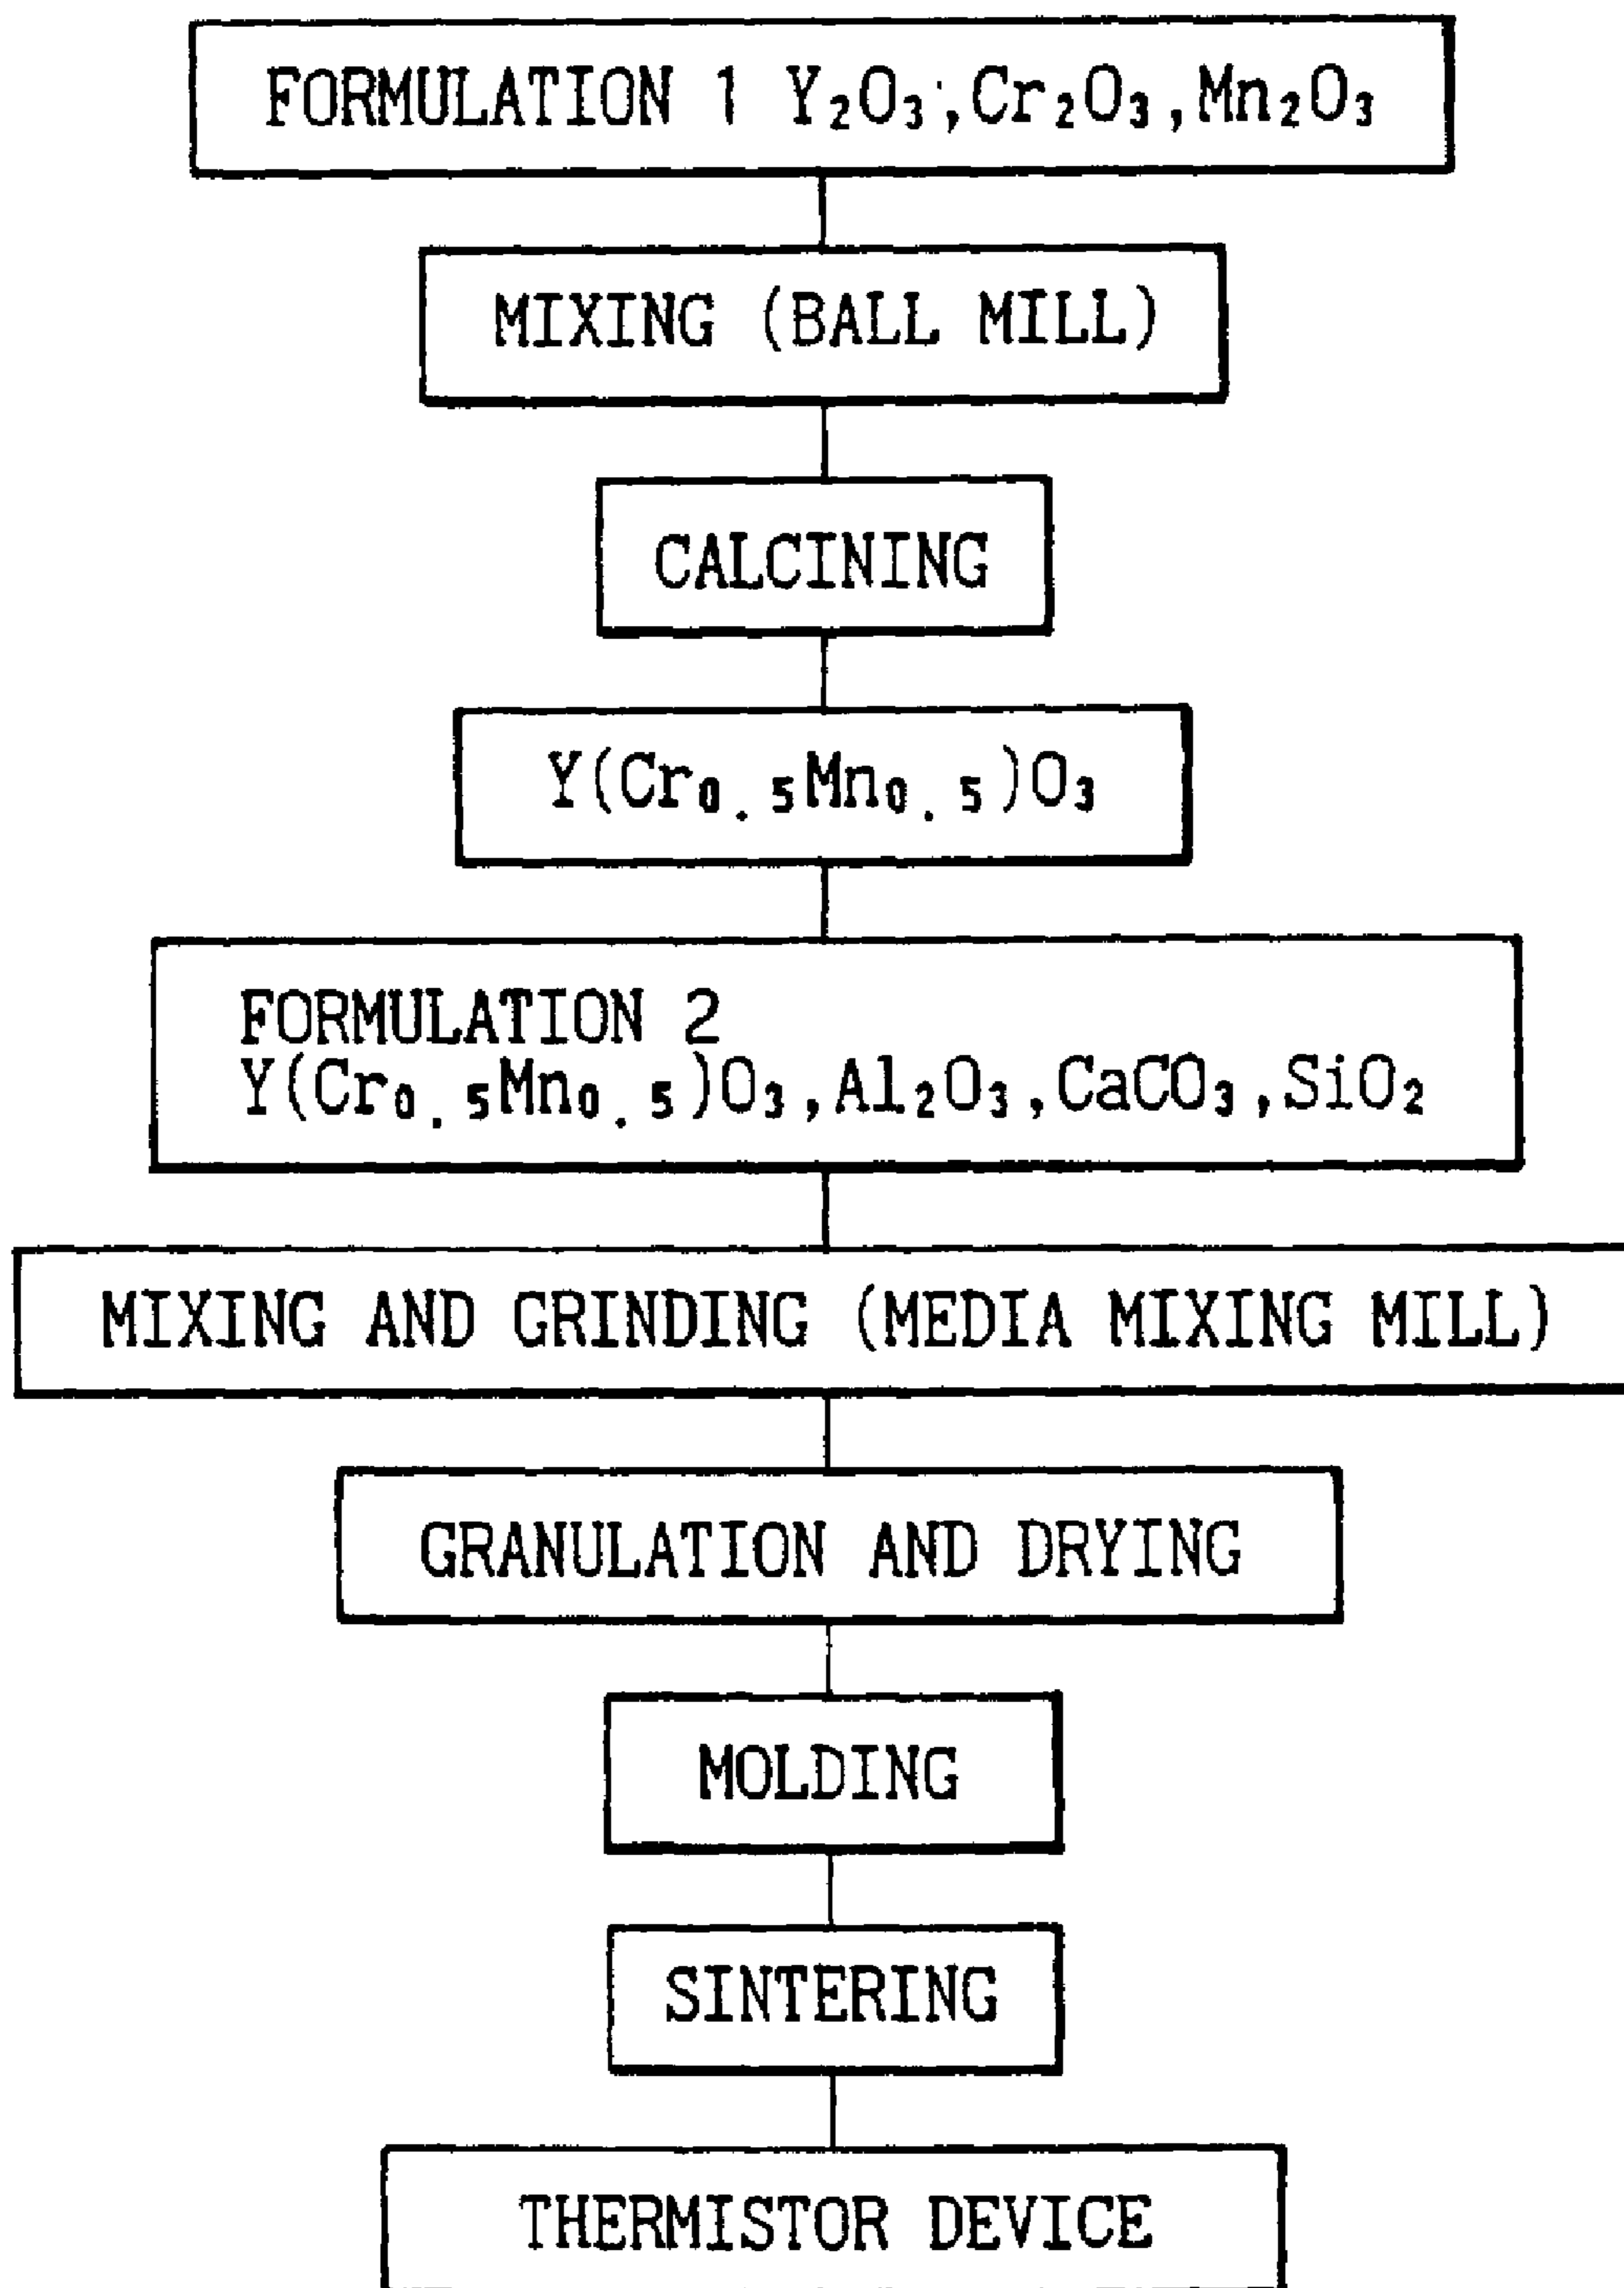 FORMULATION 1 Y₂O₃,Cr₂O₃,Mn₂O₃
MIXING (BALL MILL)
CALCINING
Y(Cr₀.₅Mn₀.₅)O₃
FORMULATION 2
Y(Cr₀.₅Mn₀.₅)O₃,Al₂O₃,CaCO₃,SiO₂
MIXING AND GRINDING (MEDIA MIXING MILL)
GRANULATION AND DRYING
MOLDING
SINTERING
THERMISTOR DEVICE